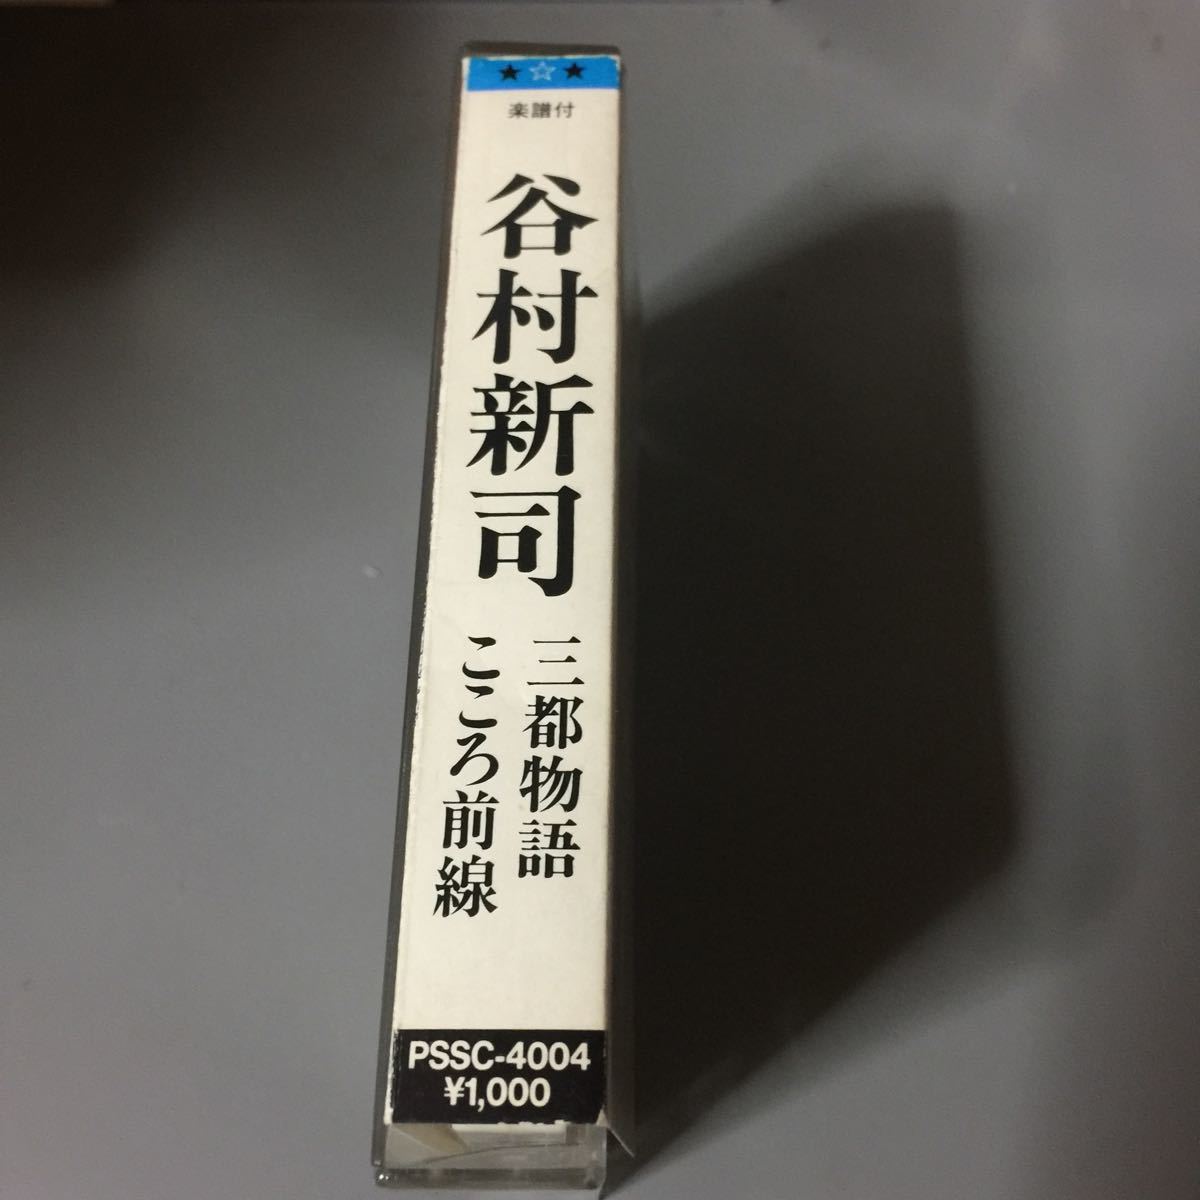 ★☆★
楽譜付
谷村新司
三都物語
こころ前線
PSSC-4004
¥1,000